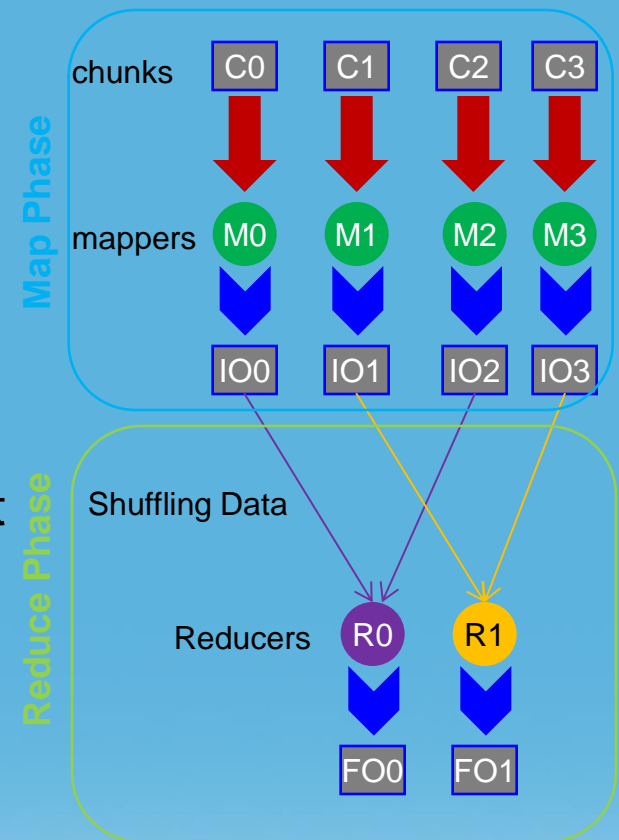 Map Phase
chunks C0 C1 C2 C3
mappers M0 M1 M2 M3
IO0 IO1 IO2 IO3
Reduce Phase
t
Shuffling Data
Reducers R0 R1
FO0 FO1